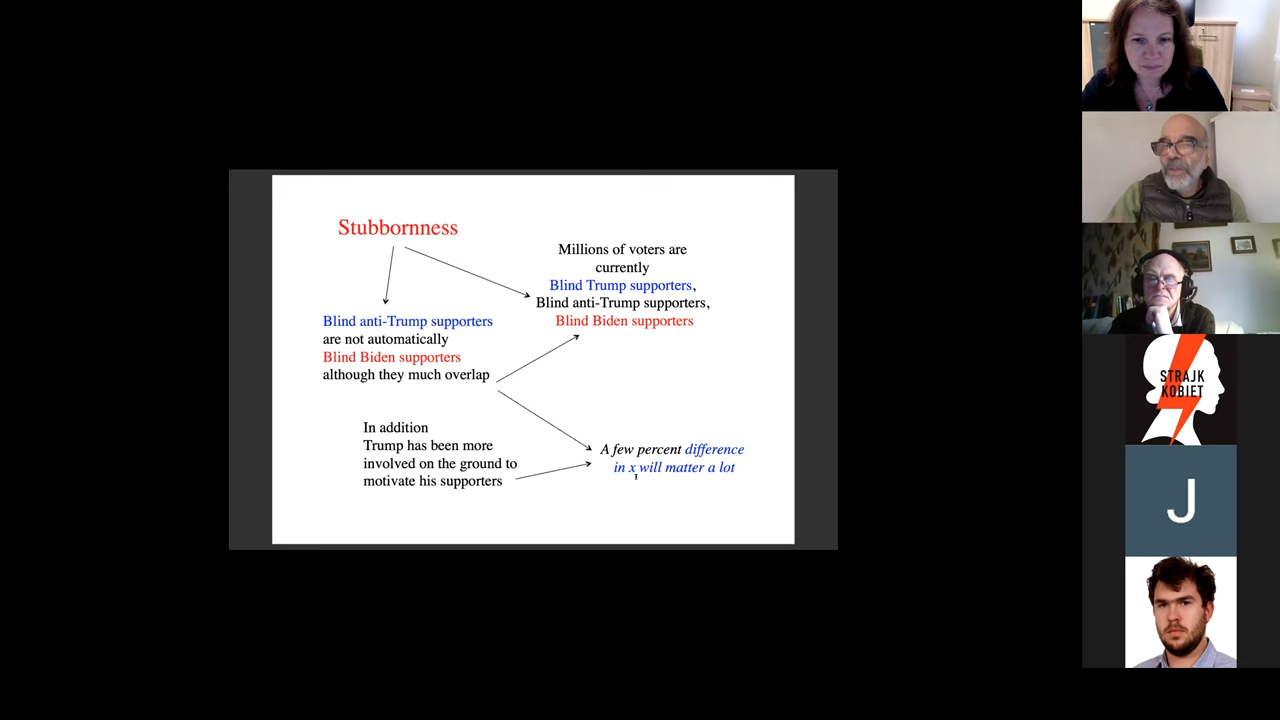 Stubbornness
Millions of voters are
currently
Blind Trump supporters,
Blind anti-Trump supporters,
Blind Biden supporters
Blind anti-Trump supporters
are not automatically
Blind Biden supporters
although they much overlap
In addition
Trump has been more
involved on the ground to
motivate his supporters
A few percent difference
in x will matter a lot
STRAJK
KOBIET
J